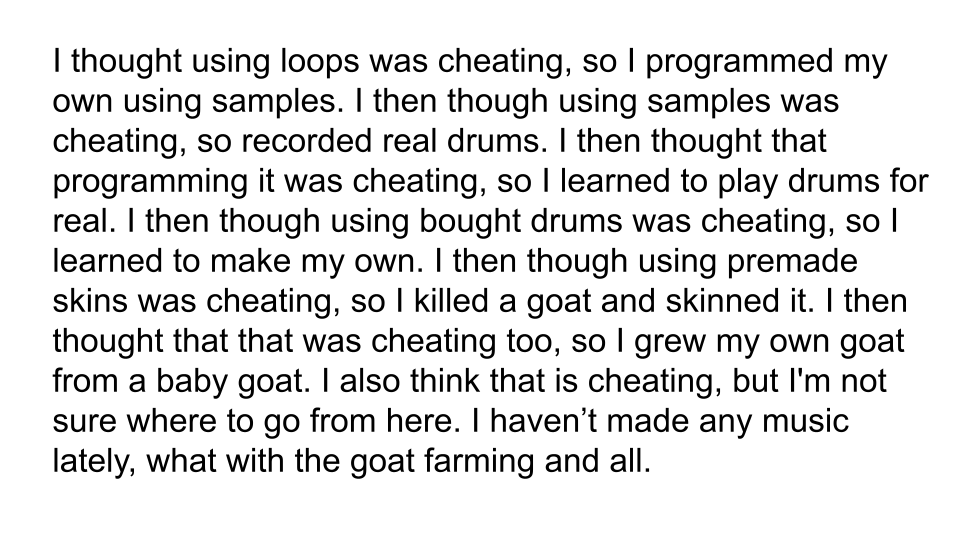 I thought using loops was cheating, so I programmed my
own using samples. I then though using samples was
cheating, so recorded real drums. I then thought that
programming it was cheating, so I learned to play drums for
real. I then though using bought drums was cheating, so I
learned to make my own. I then though using premade
skins was cheating, so I killed a goat and skinned it. I then
thought that that was cheating too, so I grew my own goat
from a baby goat. I also think that is cheating, but I'm not
sure where to go from here. I haven’t made any music
lately, what with the goat farming and all.